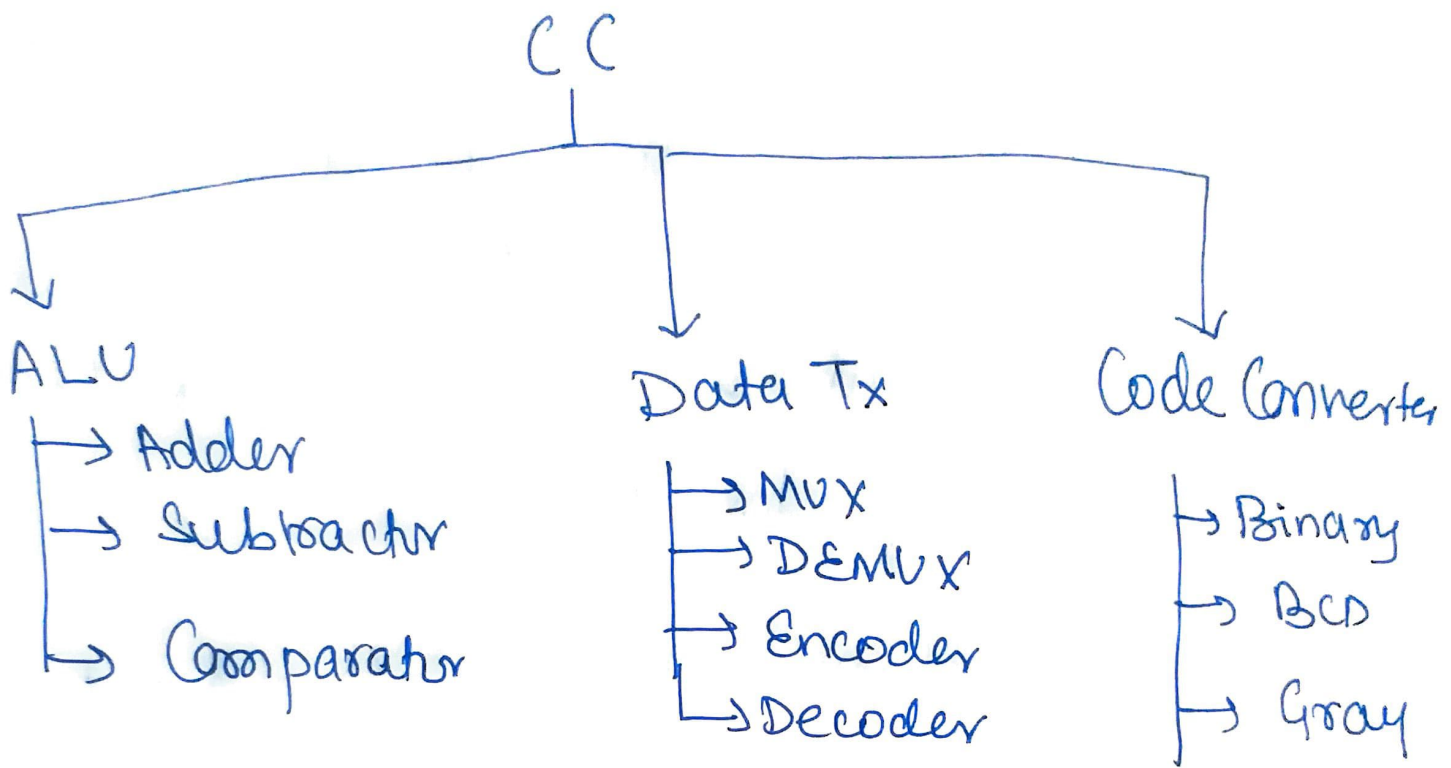 CC
ALU
Adder
Subtractor
Comparator
Data Tx
MUX
DEMUX
Encoder
Decoder
Code Converter
Binary
BCD
Gray